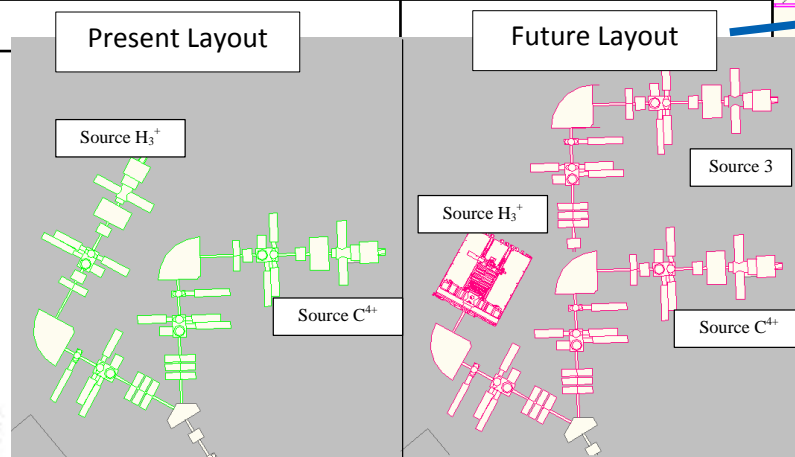 Present Layout
Future Layout
Source H₃⁺
Source 3
Source H₃⁺
Source C⁴⁺
Source C⁴⁺